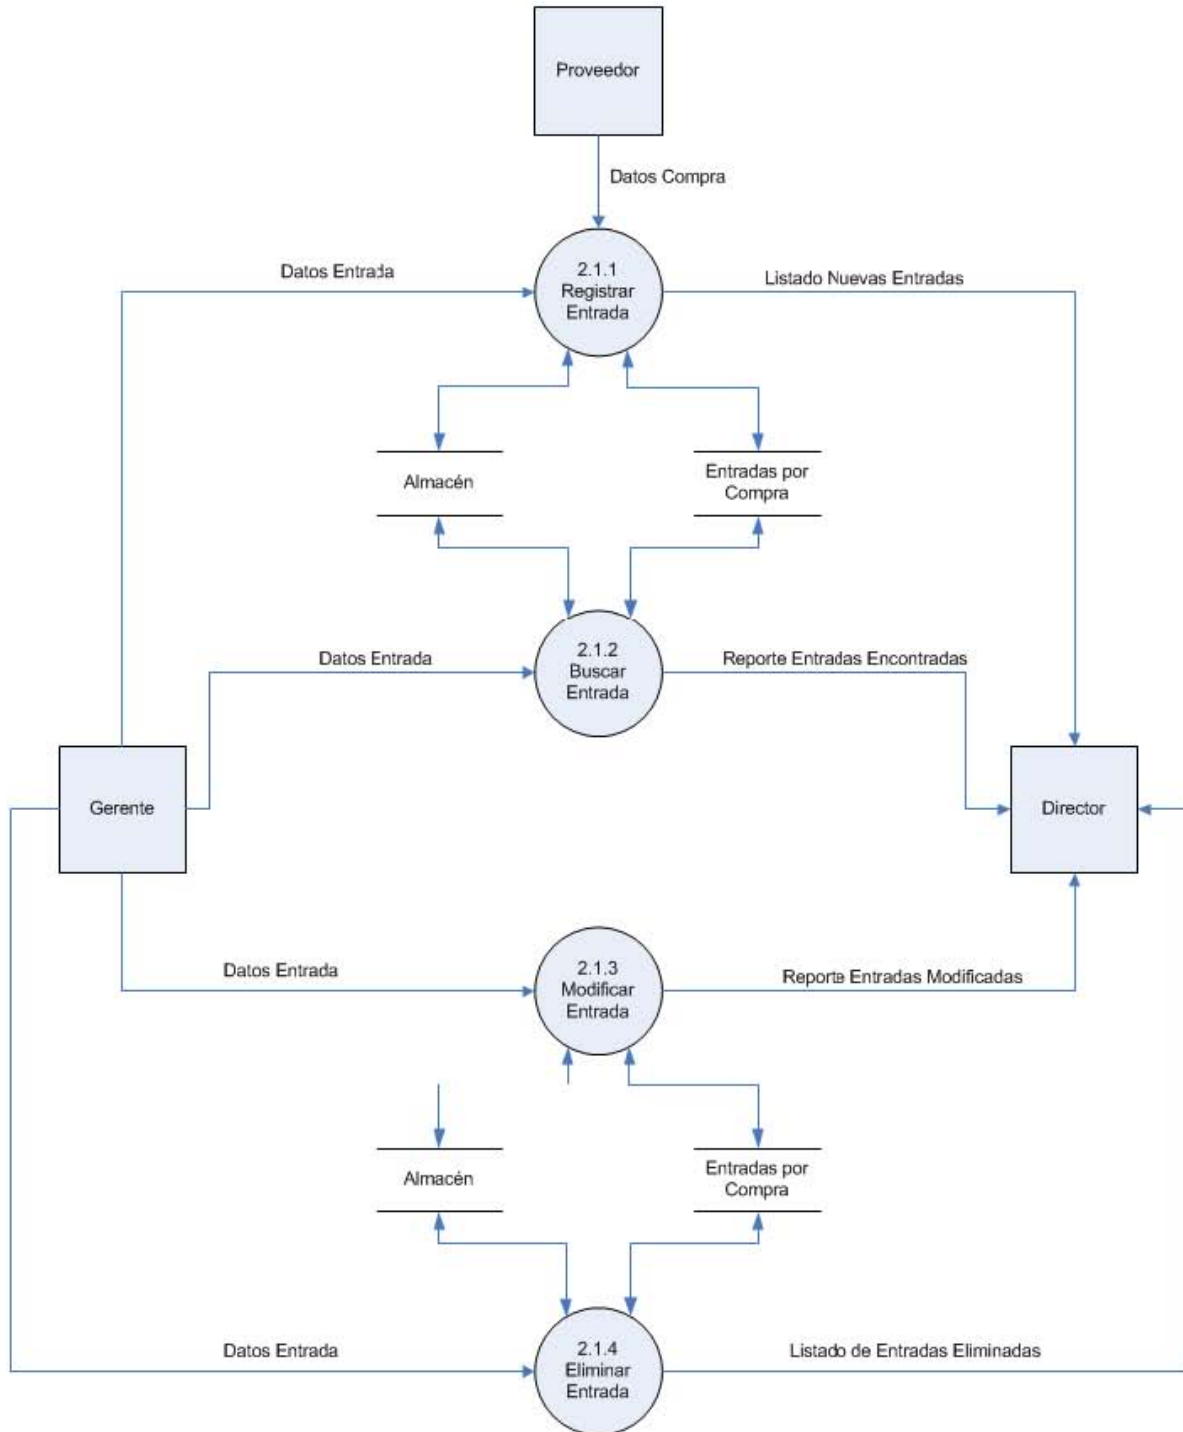 Proveedor
Datos Compra
Datos Entrada
2.1.1
Registrar
Entrada
Listado Nuevas Entradas
Almacén
Entradas por
Compra
Datos Entrada
2.1.2
Buscar
Entrada
Reporte Entradas Encontradas
Gerente
Director
Datos Entrada
2.1.3
Modificar
Entrada
Reporte Entradas Modificadas
Almacén
Entradas por
Compra
Datos Entrada
2.1.4
Eliminar
Entrada
Listado de Entradas Eliminadas